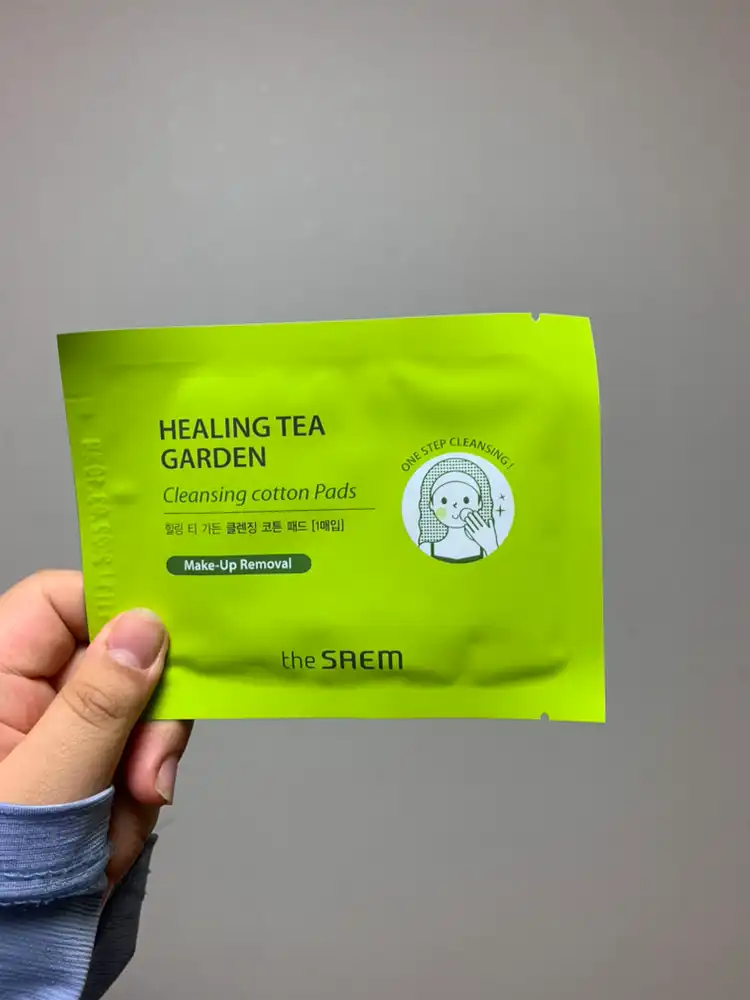 HEALING TEA
GARDEN
Cleansing cotton Pads
힐링 티 가든 클렌징 코튼 패드 [1매입]
Make-Up Removal
ONE STEP CLEANSING!
the SAEM